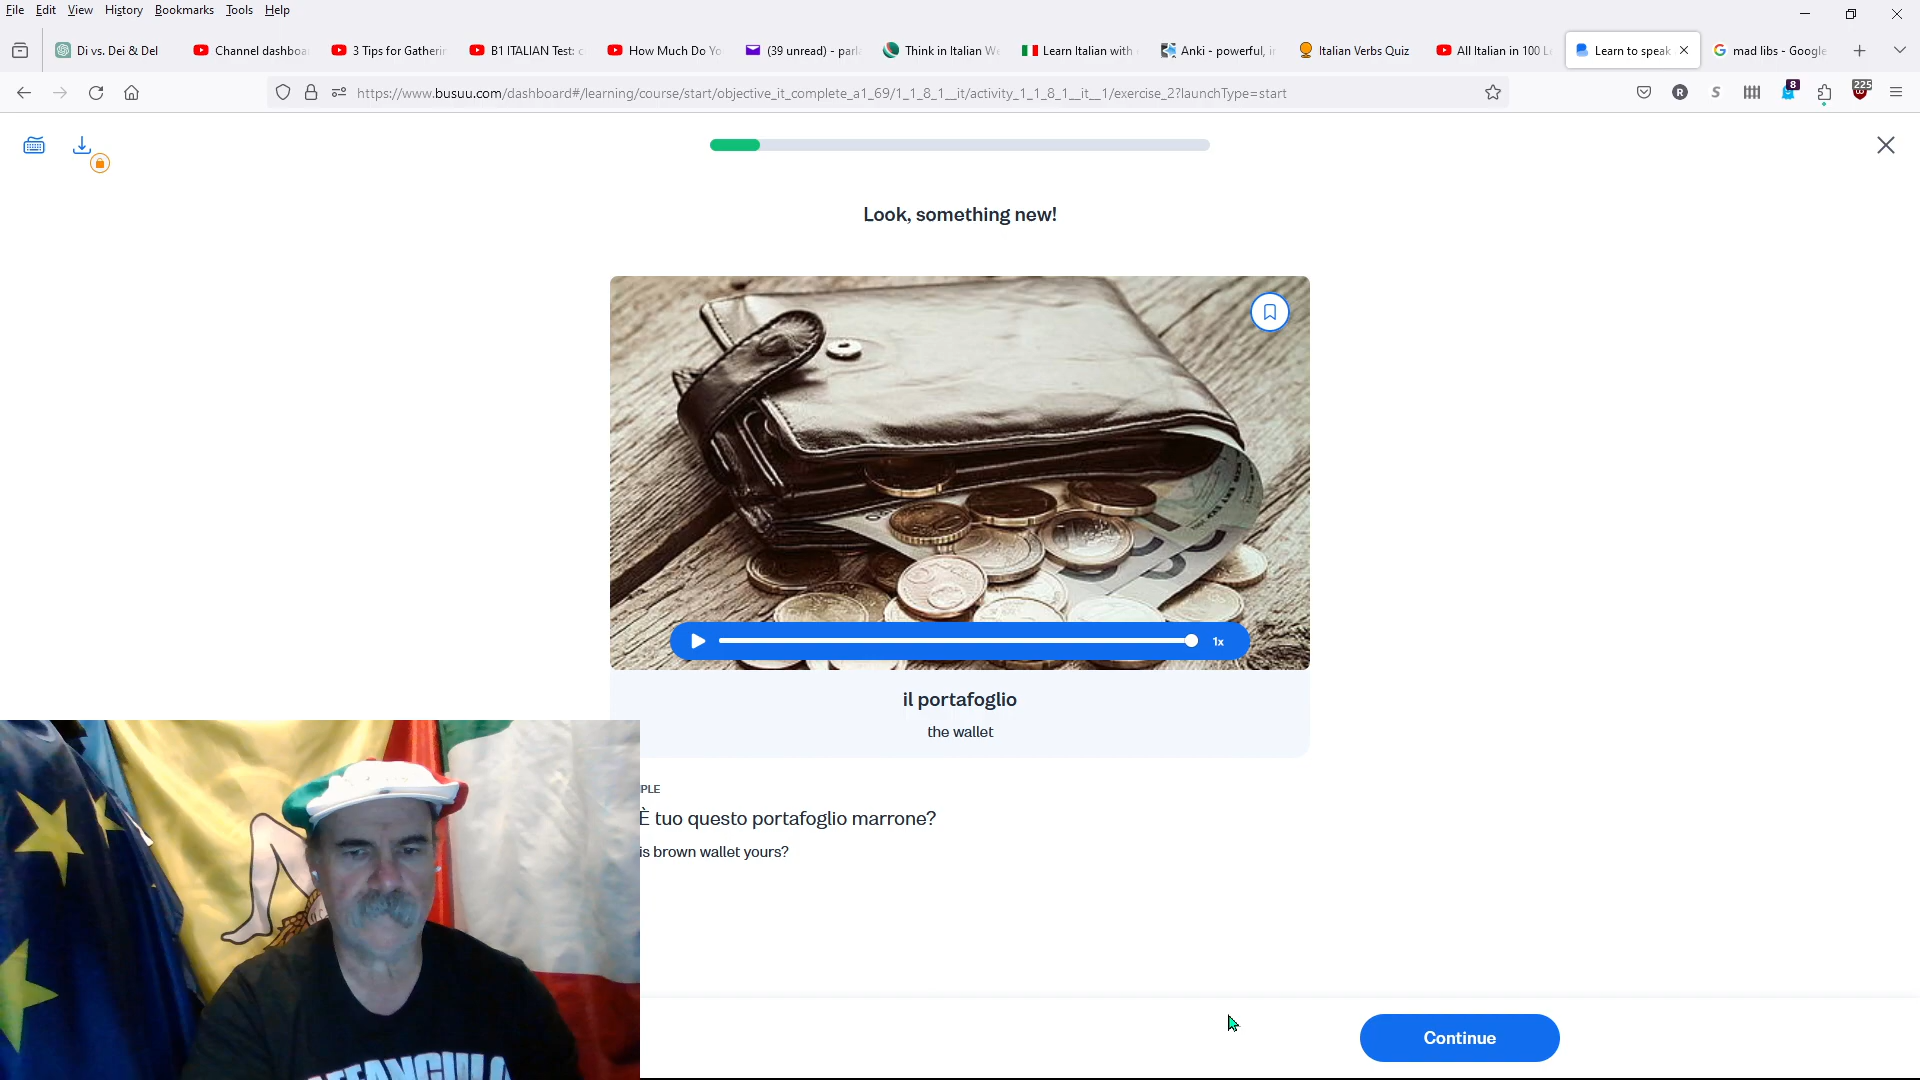 File Edit View History Bookmarks Tools Help
Di vs. Dei & Del
Channel dashboa
3 Tips for Gatherin
B1 ITALIAN Test:
How Much Do Yo
(39 unread) - parl
Think in Italian W
Learn Italian with
Anki - powerful, in
Italian Verbs Quiz
All Italian in 100 L
Learn to speak
mad libs - Google
https://www.busuu.com/dashboard#/learning/course/start/objective_it_complete_a1_69/1_1_8_1__it/activity_1_1_8_1__it__1/exercise_2?launchType=start
R
S
8
225
Look, something new!
1x
il portafoglio
the wallet
PLE
È tuo questo portafoglio marrone?
is brown wallet yours?
Continue